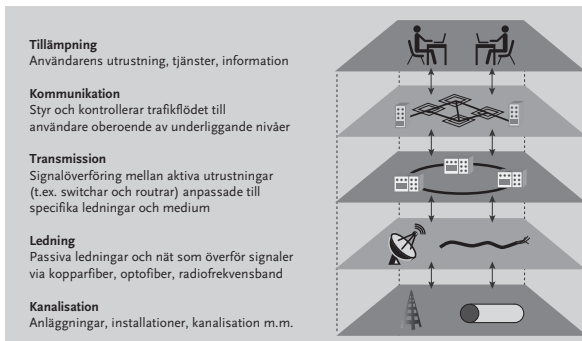 Tillämpning
Användarens utrustning, tjänster, information
Kommunikation
Styr och kontrollerar trafikflödet till
användare oberoende av underliggande nivåer
Transmission
Signalöverföring mellan aktiva utrustningar
(t.ex. switchar och routrar) anpassade till
specifika ledningar och medium
Ledning
Passiva ledningar och nät som överför signaler
via kopparfiber, optofiber, radiofrekvensband
Kanalisation
Anläggningar, installationer, kanalisation m.m.